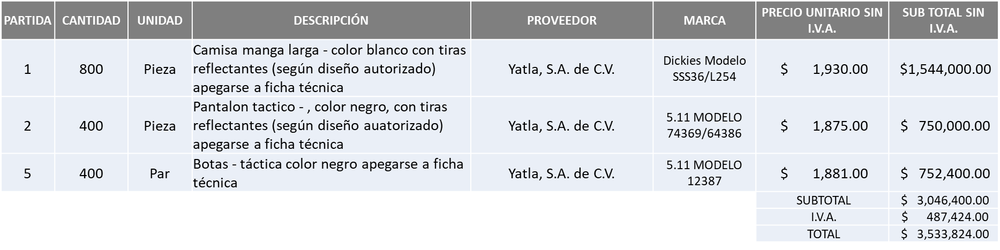 PARTIDA CANTIDAD UNIDAD DESCRIPCIÓN PROVEEDOR MARCA PRECIO UNITARIO SIN I.V.A. SUB TOTAL SIN I.V.A.
1 800 Pieza Camisa manga larga - color blanco con tiras reflectantes (según diseño autorizado) apegarse a ficha técnica Yatla, S.A. de C.V. Dickies Modelo SSS36/L254 $ 1,930.00 $1,544,000.00
2 400 Pieza Pantalon tactico - , color negro, con tiras reflectantes (según diseño auatorizado) apegarse a ficha técnica Yatla, S.A. de C.V. 5.11 MODELO 74369/64386 $ 1,875.00 $ 750,000.00
5 400 Par Botas - táctica color negro apegarse a ficha técnica Yatla, S.A. de C.V. 5.11 MODELO 12387 $ 1,881.00 $ 752,400.00
SUBTOTAL $ 3,046,400.00
I.V.A. $ 487,424.00
TOTAL $ 3,533,824.00